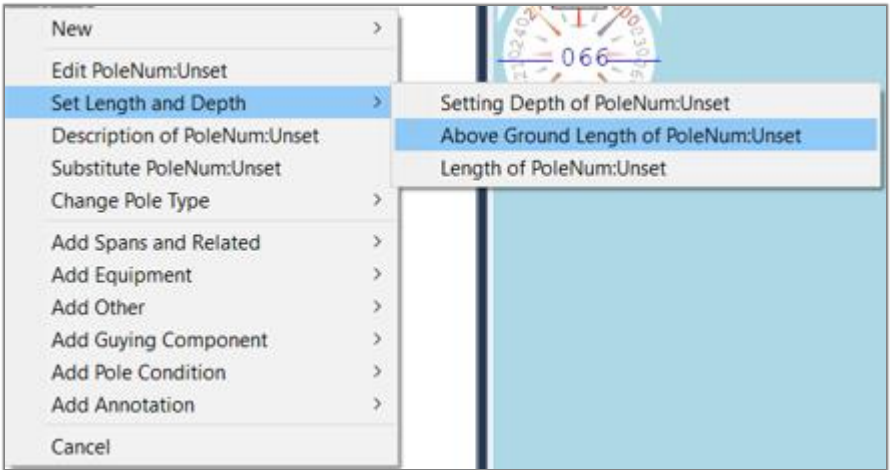 New
Edit PoleNum:Unset
Set Length and Depth
Description of PoleNum:Unset
Substitute PoleNum:Unset
Change Pole Type
Add Spans and Related
Add Equipment
Add Other
Add Guying Component
Add Pole Condition
Add Annotation
Cancel
Setting Depth of PoleNum:Unset
Above Ground Length of PoleNum:Unset
Length of PoleNum:Unset
066